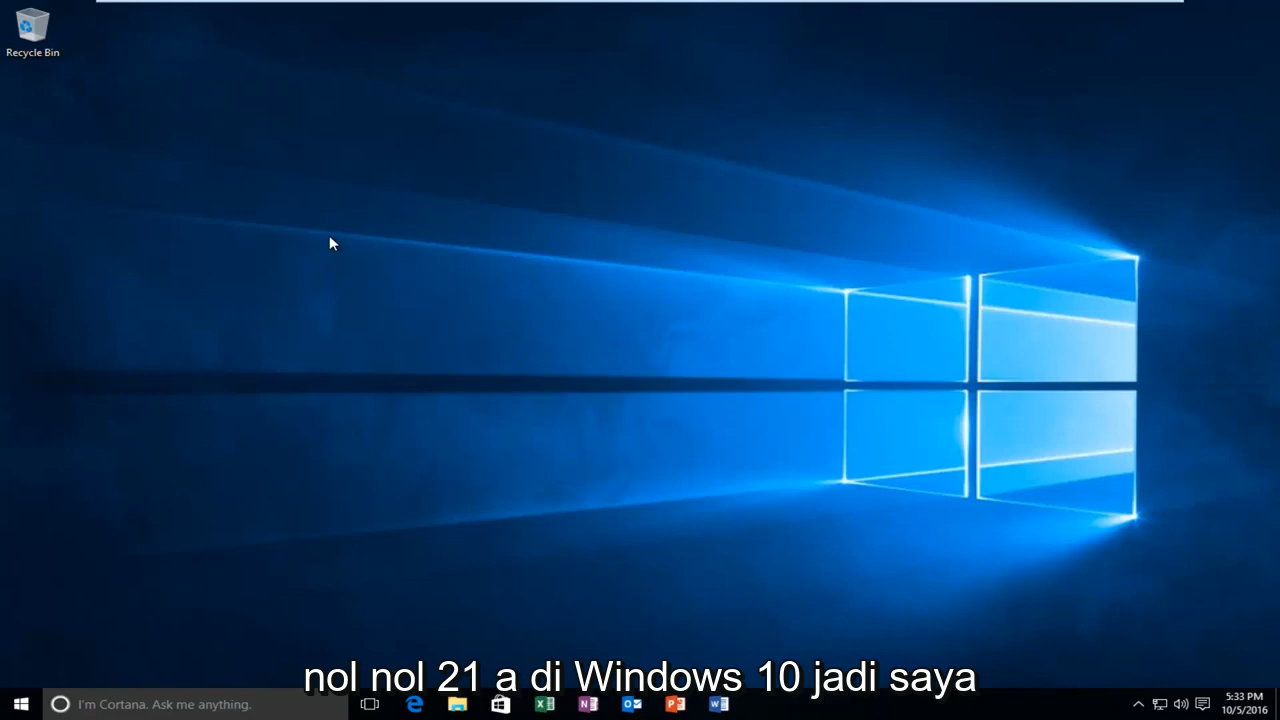 Recycle Bin
nol nol 21 a di Windows 10 jadi saya
I'm Cortana. Ask me anything.
5:33 PM
10/5/2016